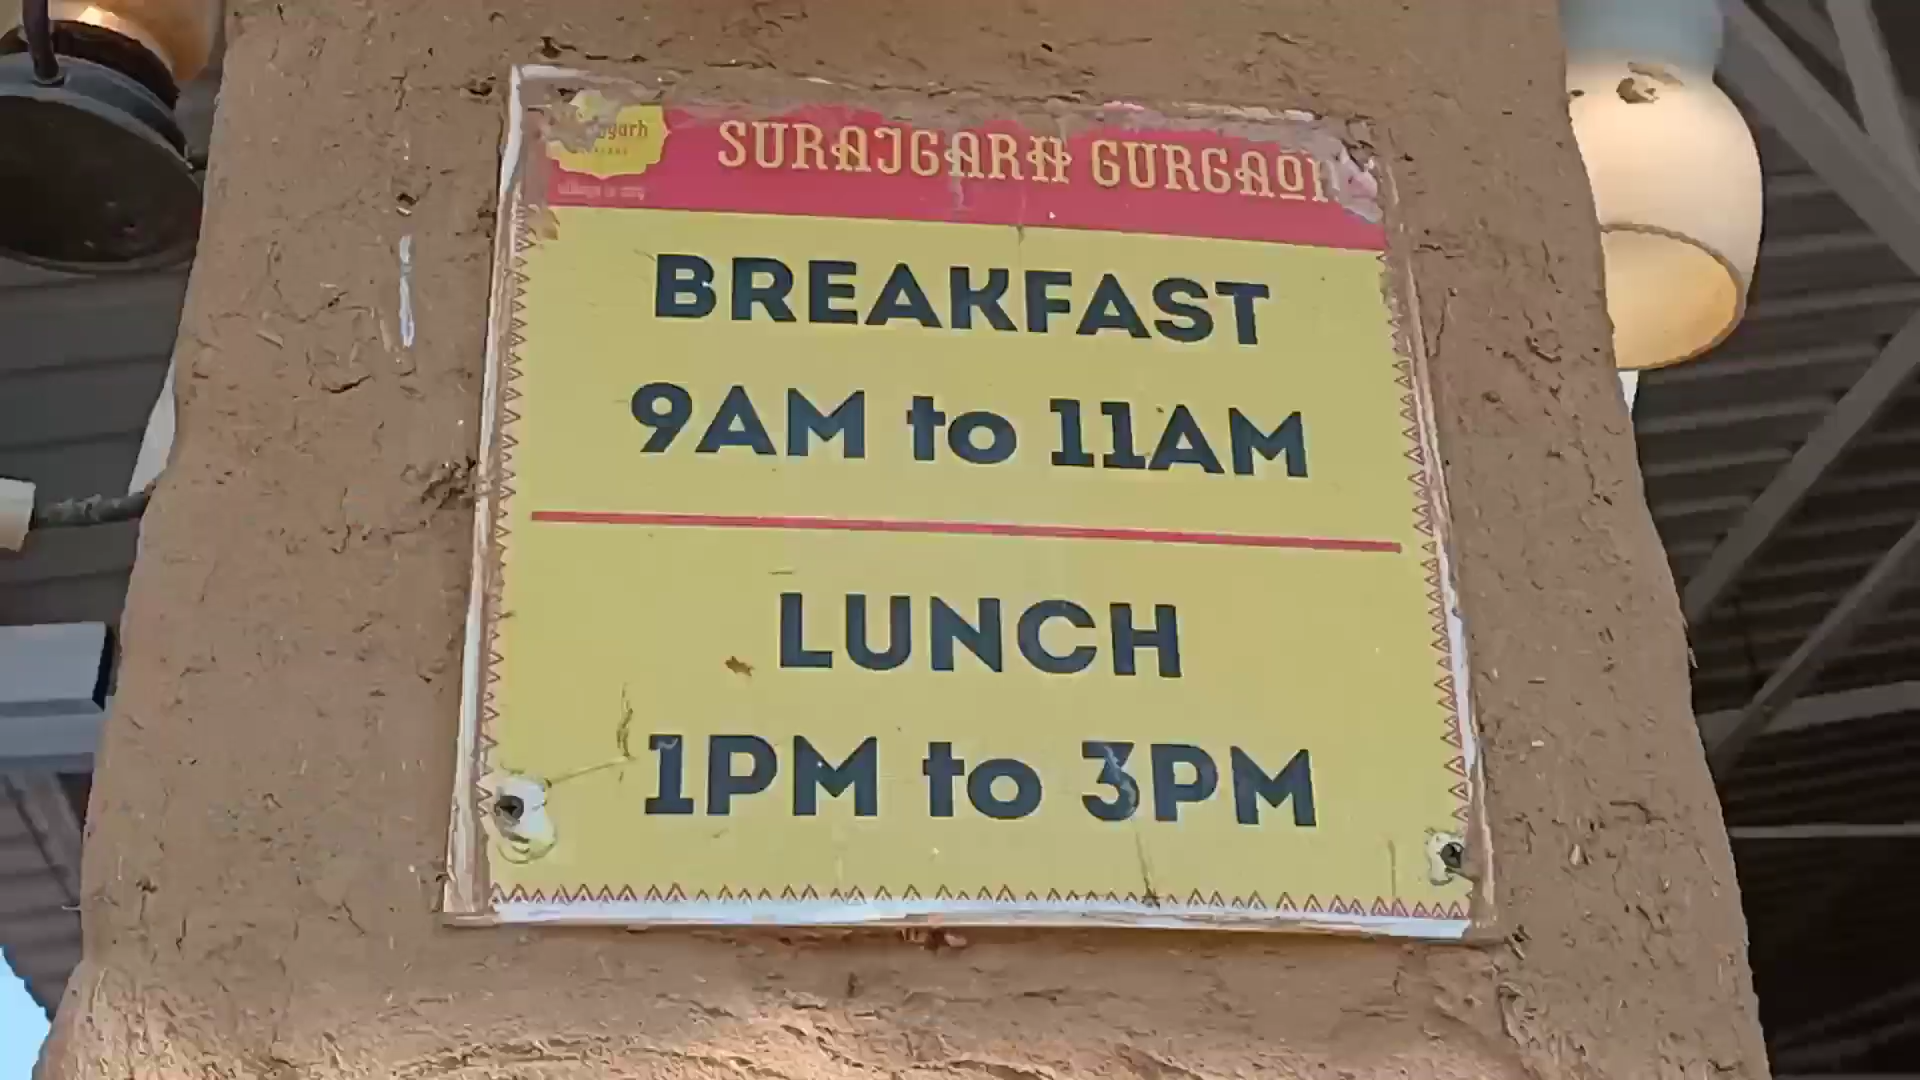 SURAJGARH GURGAON
BREAKFAST
9AM to 11AM
LUNCH
1PM to 3PM